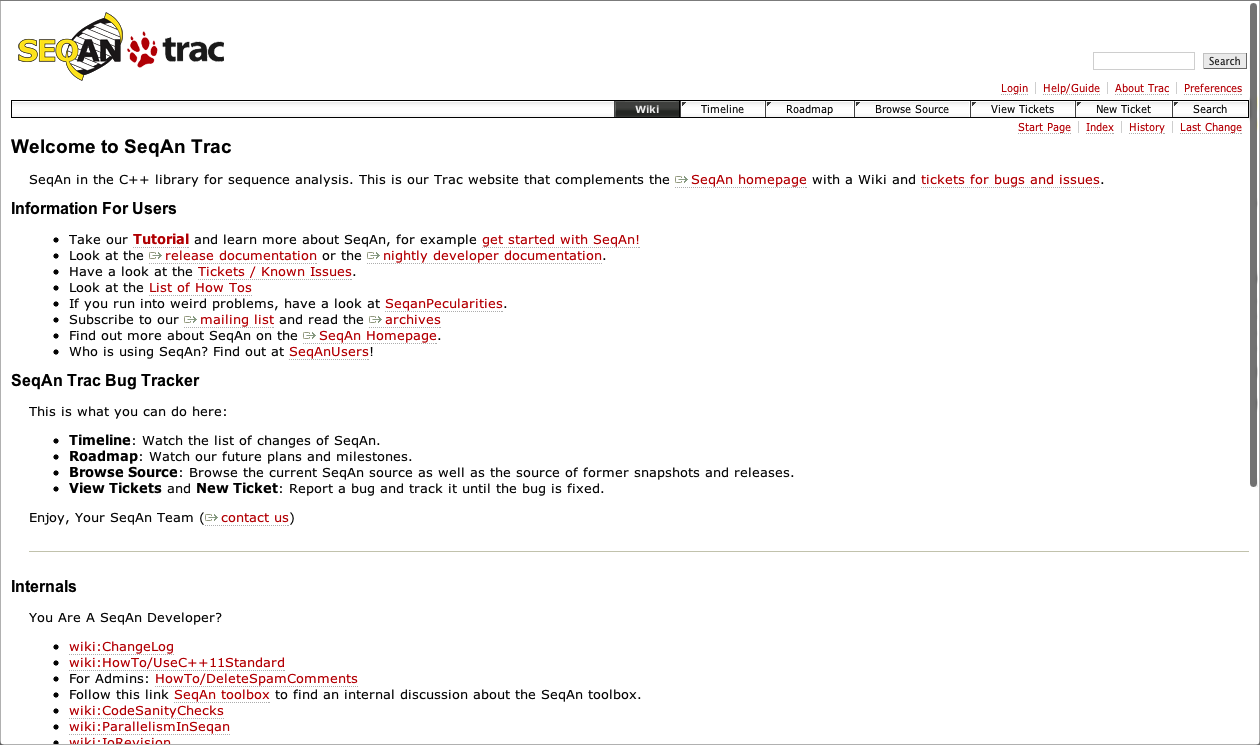 SEQAN trac
Search
Login Help/Guide About Trac Preferences
Wiki Timeline Roadmap Browse Source View Tickets New Ticket Search
Start Page Index History Last Change
Welcome to SeqAn Trac
SeqAn in the C++ library for sequence analysis. This is our Trac website that complements the SeqAn homepage with a Wiki and tickets for bugs and issues.
Information For Users
Take our Tutorial and learn more about SeqAn, for example get started with SeqAn!
Look at the release documentation or the nightly developer documentation.
Have a look at the Tickets / Known Issues.
Look at the List of How Tos
If you run into weird problems, have a look at SeqanPecularities.
Subscribe to our mailing list and read the archives
Find out more about SeqAn on the SeqAn Homepage.
Who is using SeqAn? Find out at SeqAnUsers!
SeqAn Trac Bug Tracker
This is what you can do here:
Timeline: Watch the list of changes of SeqAn.
Roadmap: Watch our future plans and milestones.
Browse Source: Browse the current SeqAn source as well as the source of former snapshots and releases.
View Tickets and New Ticket: Report a bug and track it until the bug is fixed.
Enjoy, Your SeqAn Team (contact us)
Internals
You Are A SeqAn Developer?
wiki:ChangeLog
wiki:HowTo/UseC++11Standard
For Admins: HowTo/DeleteSpamComments
Follow this link SeqAn toolbox to find an internal discussion about the SeqAn toolbox.
wiki:CodeSanityChecks
wiki:ParallelismInSeqan
wiki:IoRevision